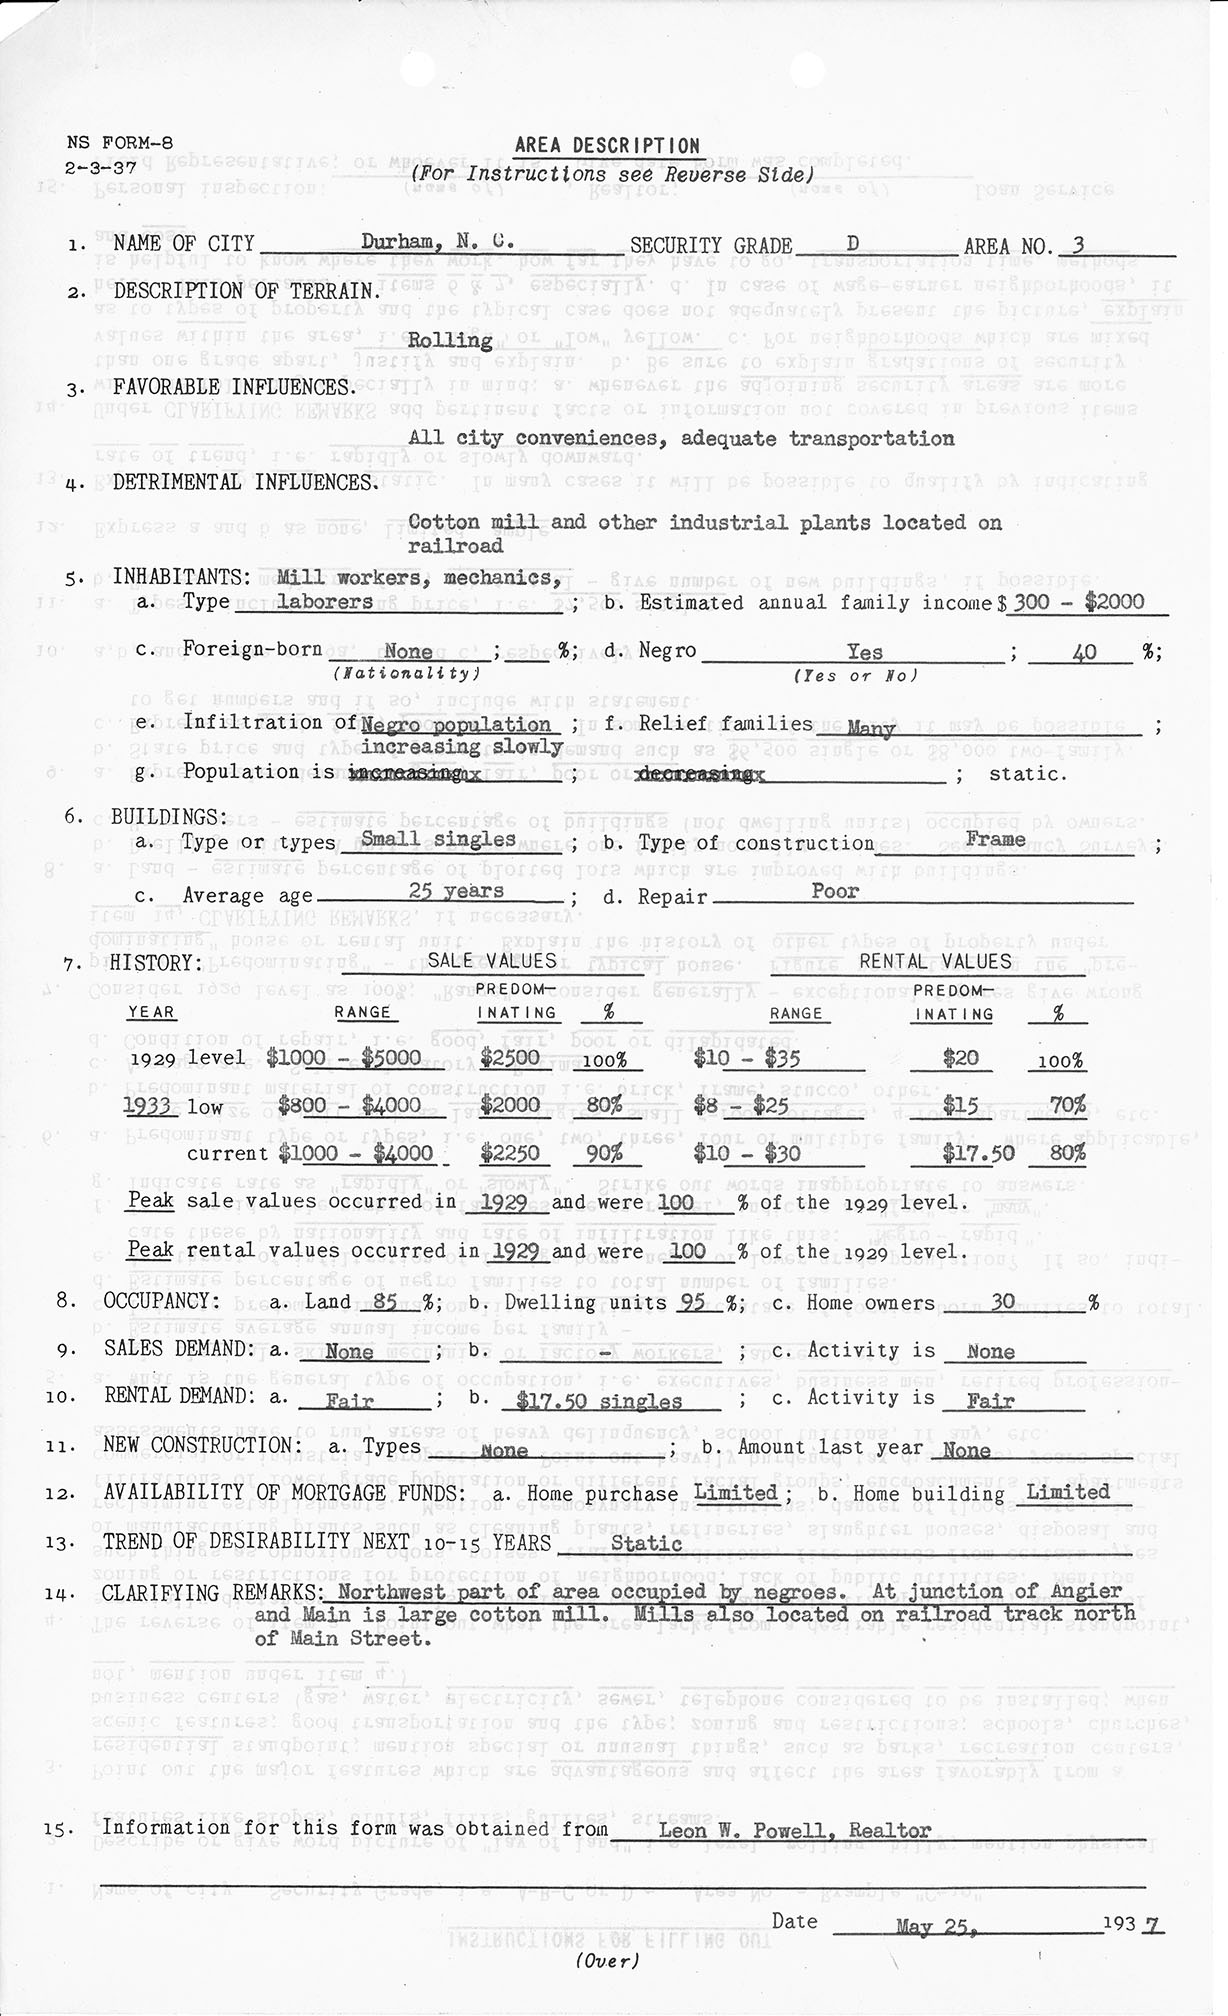 NS FORM-8
2-3-37
AREA DESCRIPTION
(For Instructions see Reverse Side)
1. NAME OF CITY Durham, N. C. SECURITY GRADE D AREA NO. 3
2. DESCRIPTION OF TERRAIN.
Rolling
3. FAVORABLE INFLUENCES.
All city conveniences, adequate transportation
4. DETRIMENTAL INFLUENCES.
Cotton mill and other industrial plants located on
railroad
5. INHABITANTS: Mill workers, mechanics,
a. Type laborers ; b. Estimated annual family income $ 300 - $2000
c. Foreign-born None ; %; d. Negro Yes ; 40 %;
(Nationality) (Yes or No)
e. Infiltration of Negro population ; f. Relief families Many ;
increasing slowly
g. Population is increasing ; decreasing ; static.
6. BUILDINGS:
a. Type or types Small singles ; b. Type of construction Frame ;
c. Average age 25 years ; d. Repair Poor
7. HISTORY: SALE VALUES RENTAL VALUES
PREDOM- PREDOM-
YEAR RANGE INATING % RANGE INATING %
1929 level $1000 - $5000 $2500 100% $10 - $35 $20 100%
1933 low $800 - $4000 $2000 80% $8 - $25 $15 70%
current $1000 - $4000 $2250 90% $10 - $30 $17.50 80%
Peak sale values occurred in 1929 and were 100 % of the 1929 level.
Peak rental values occurred in 1929 and were 100 % of the 1929 level.
8. OCCUPANCY: a. Land 85 %; b. Dwelling units 95 %; c. Home owners 30 %
9. SALES DEMAND: a. None ; b. - ; c. Activity is None
10. RENTAL DEMAND: a. Fair ; b. $17.50 singles ; c. Activity is Fair
11. NEW CONSTRUCTION: a. Types None ; b. Amount last year None
12. AVAILABILITY OF MORTGAGE FUNDS: a. Home purchase Limited; b. Home building Limited
13. TREND OF DESIRABILITY NEXT 10-15 YEARS Static
14. CLARIFYING REMARKS: Northwest part of area occupied by negroes. At junction of Angier
and Main is large cotton mill. Mills also located on railroad track north
of Main Street.
15. Information for this form was obtained from Leon W. Powell, Realtor
Date May 25, 1937
(Over)